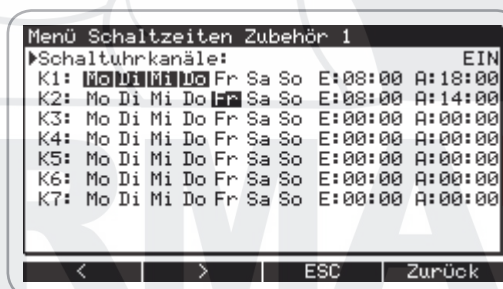 Menü Schaltzeiten Zubehör 1
▶Schaltuhrkanäle: EIN
K1: Mo Di Mi Do Fr Sa So E:08:00 A:18:00
K2: Mo Di Mi Do Fr Sa So E:08:00 A:14:00
K3: Mo Di Mi Do Fr Sa So E:00:00 A:00:00
K4: Mo Di Mi Do Fr Sa So E:00:00 A:00:00
K5: Mo Di Mi Do Fr Sa So E:00:00 A:00:00
K6: Mo Di Mi Do Fr Sa So E:00:00 A:00:00
K7: Mo Di Mi Do Fr Sa So E:00:00 A:00:00
< > ESC Zurück